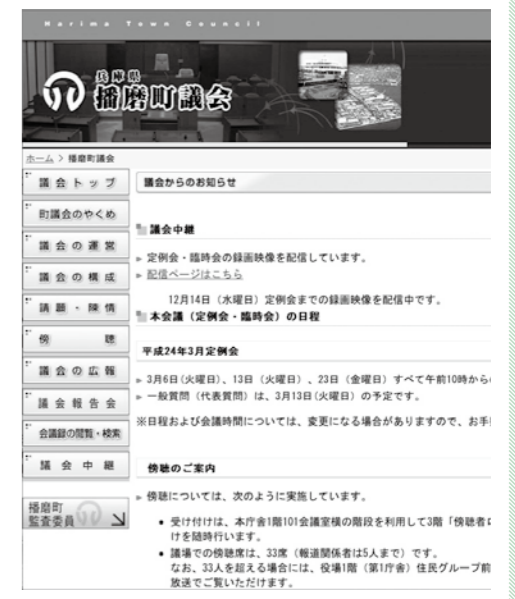 Harima Town Council
兵庫県
播磨町議会
ホーム > 播磨町議会
議会トップ
町議会のやくめ
議会の運営
議会の構成
請願・陳情
傍聴
議会の広報
議会報告会
会議録の閲覧・検索
議会中継
播磨町
監査委員
議会からのお知らせ
議会中継
定例会・臨時会の録画映像を配信しています。
配信ページはこちら
12月14日（水曜日）定例会までの録画映像を配信中です。
本会議（定例会・臨時会）の日程
平成24年3月定例会
3月6日(火曜日)、13日（火曜日）、23日（金曜日）すべて午前10時から
一般質問（代表質問）は、3月13日(火曜日）の予定です。
※日程および会議時間については、変更になる場合がありますので、お手
傍聴のご案内
傍聴については、次のように実施しています。
• 受け付けは、本庁舎1階101会議室横の階段を利用して3階「傍聴者
けを随時行います。
• 議場での傍聴席は、33席（報道関係者は5人まで）です。
なお、33人を超える場合には、役場1階（第1庁舎）住民グループ前
放送でご覧いただけます。